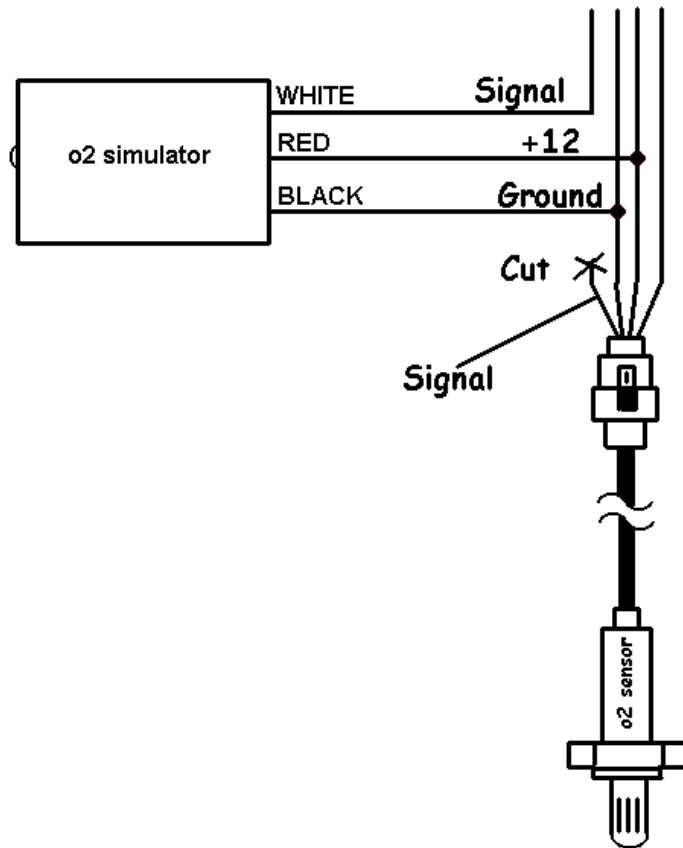 WHITE Signal
o2 simulator
RED +12
BLACK Ground
Cut
Signal
o2 sensor